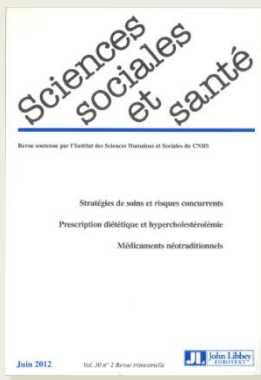 Sciences
sociales
et
santé
Revue soutenue par l'Institut des Sciences Humaines et Sociales du CNRS
Stratégies de soins et risques concurrents
Prescription diététique et hypercholestérolémie
Médicaments néotraditionnels
Juin 2012
Vol. 30 n° 2 Revue trimestrielle
JL
John Libbey
EUROTEXT